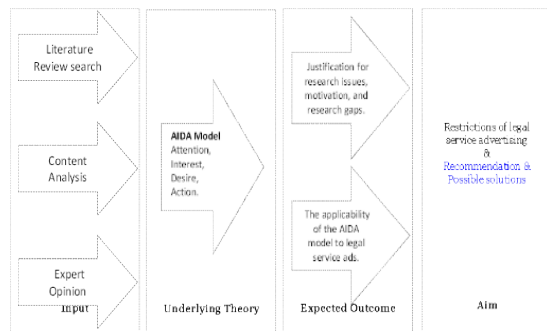 Literature
Review search
Content
Analysis
Expert
Opinion
Input
AIDA Model
Attention,
Interest,
Desire,
Action.
Underlying Theory
Justification for
research issues,
motivation, and
research gaps.
The applicability
of the AIDA
model to legal
service ads.
Expected Outcome
Restrictions of legal
service advertising
&
Recommendation &
Possible solutions
Aim